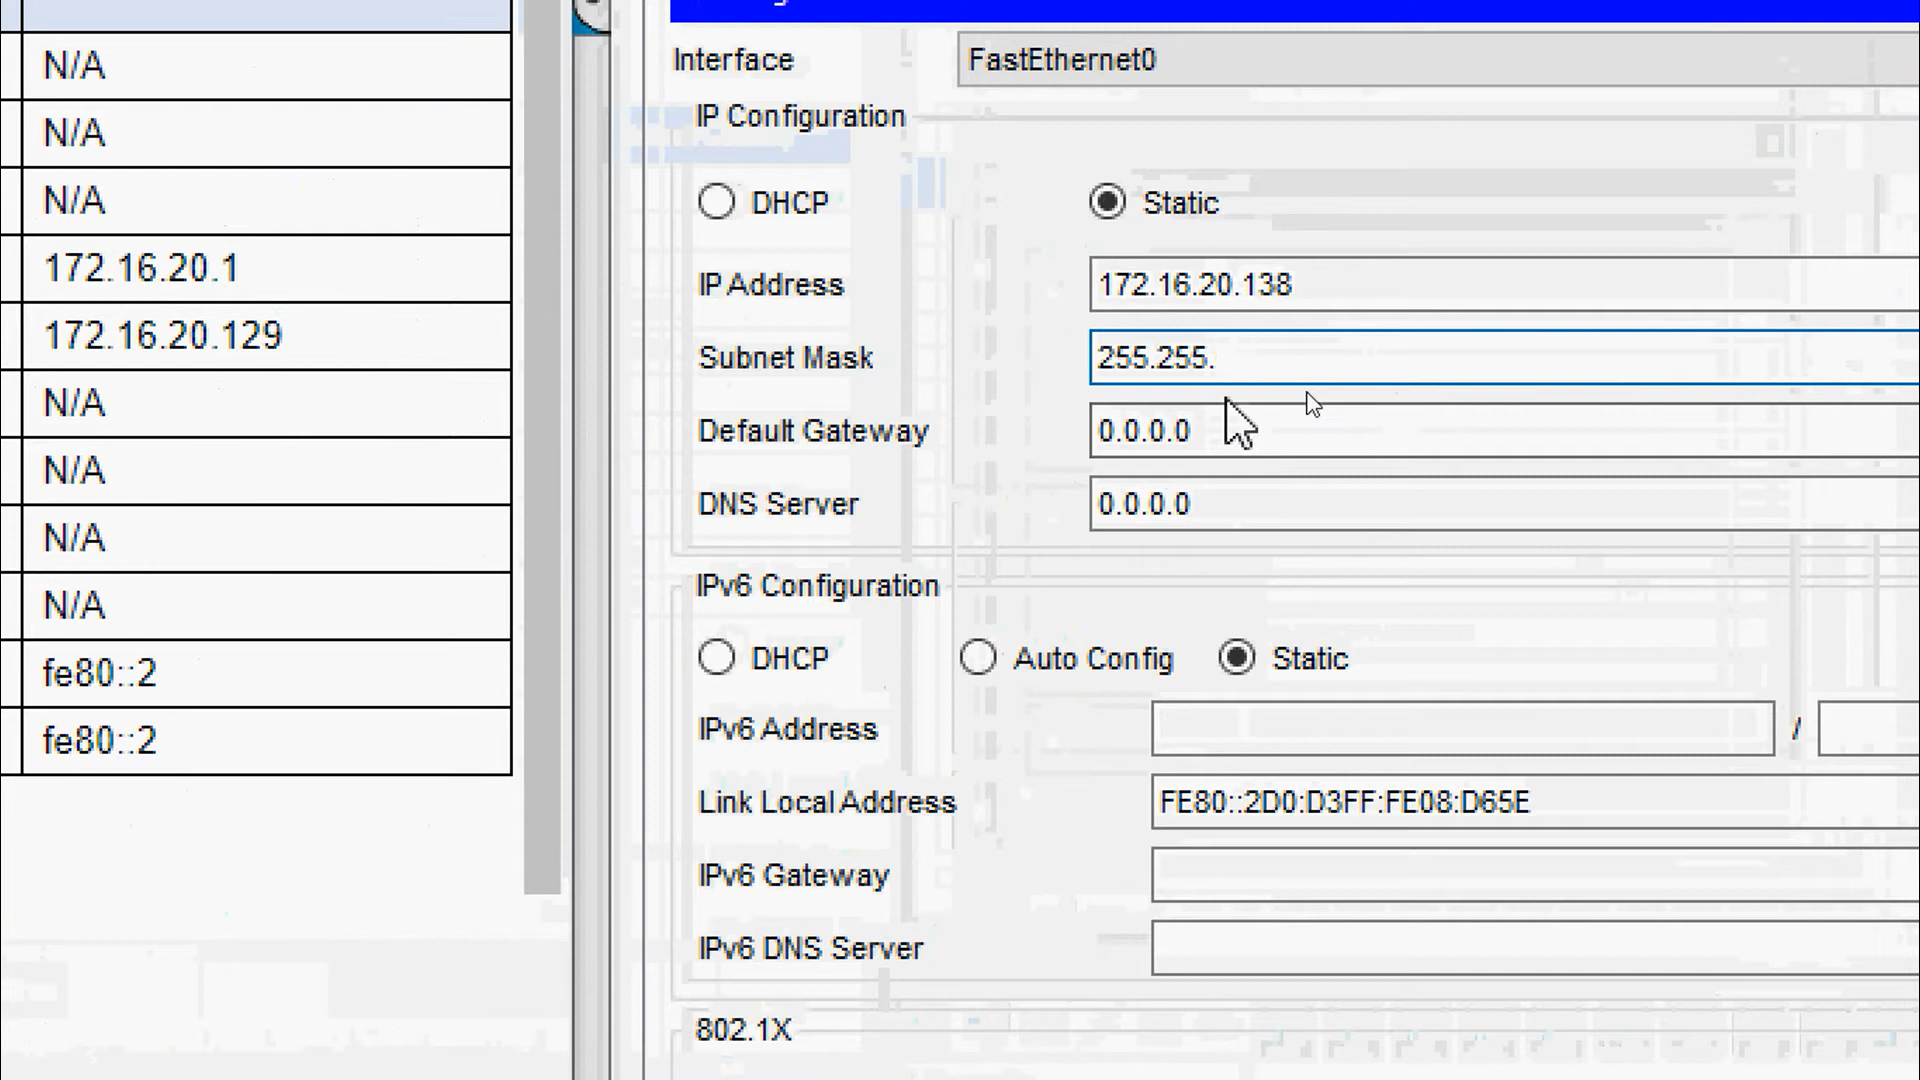 N/A
N/A
N/A
172.16.20.1
172.16.20.129
N/A
N/A
N/A
N/A
fe80::2
fe80::2
Interface FastEthernet0
IP Configuration
DHCP Static
IP Address 172.16.20.138
Subnet Mask 255.255.
Default Gateway 0.0.0.0
DNS Server 0.0.0.0
IPv6 Configuration
DHCP Auto Config Static
IPv6 Address /
Link Local Address FE80::2D0:D3FF:FE08:D65E
IPv6 Gateway
IPv6 DNS Server
802.1X